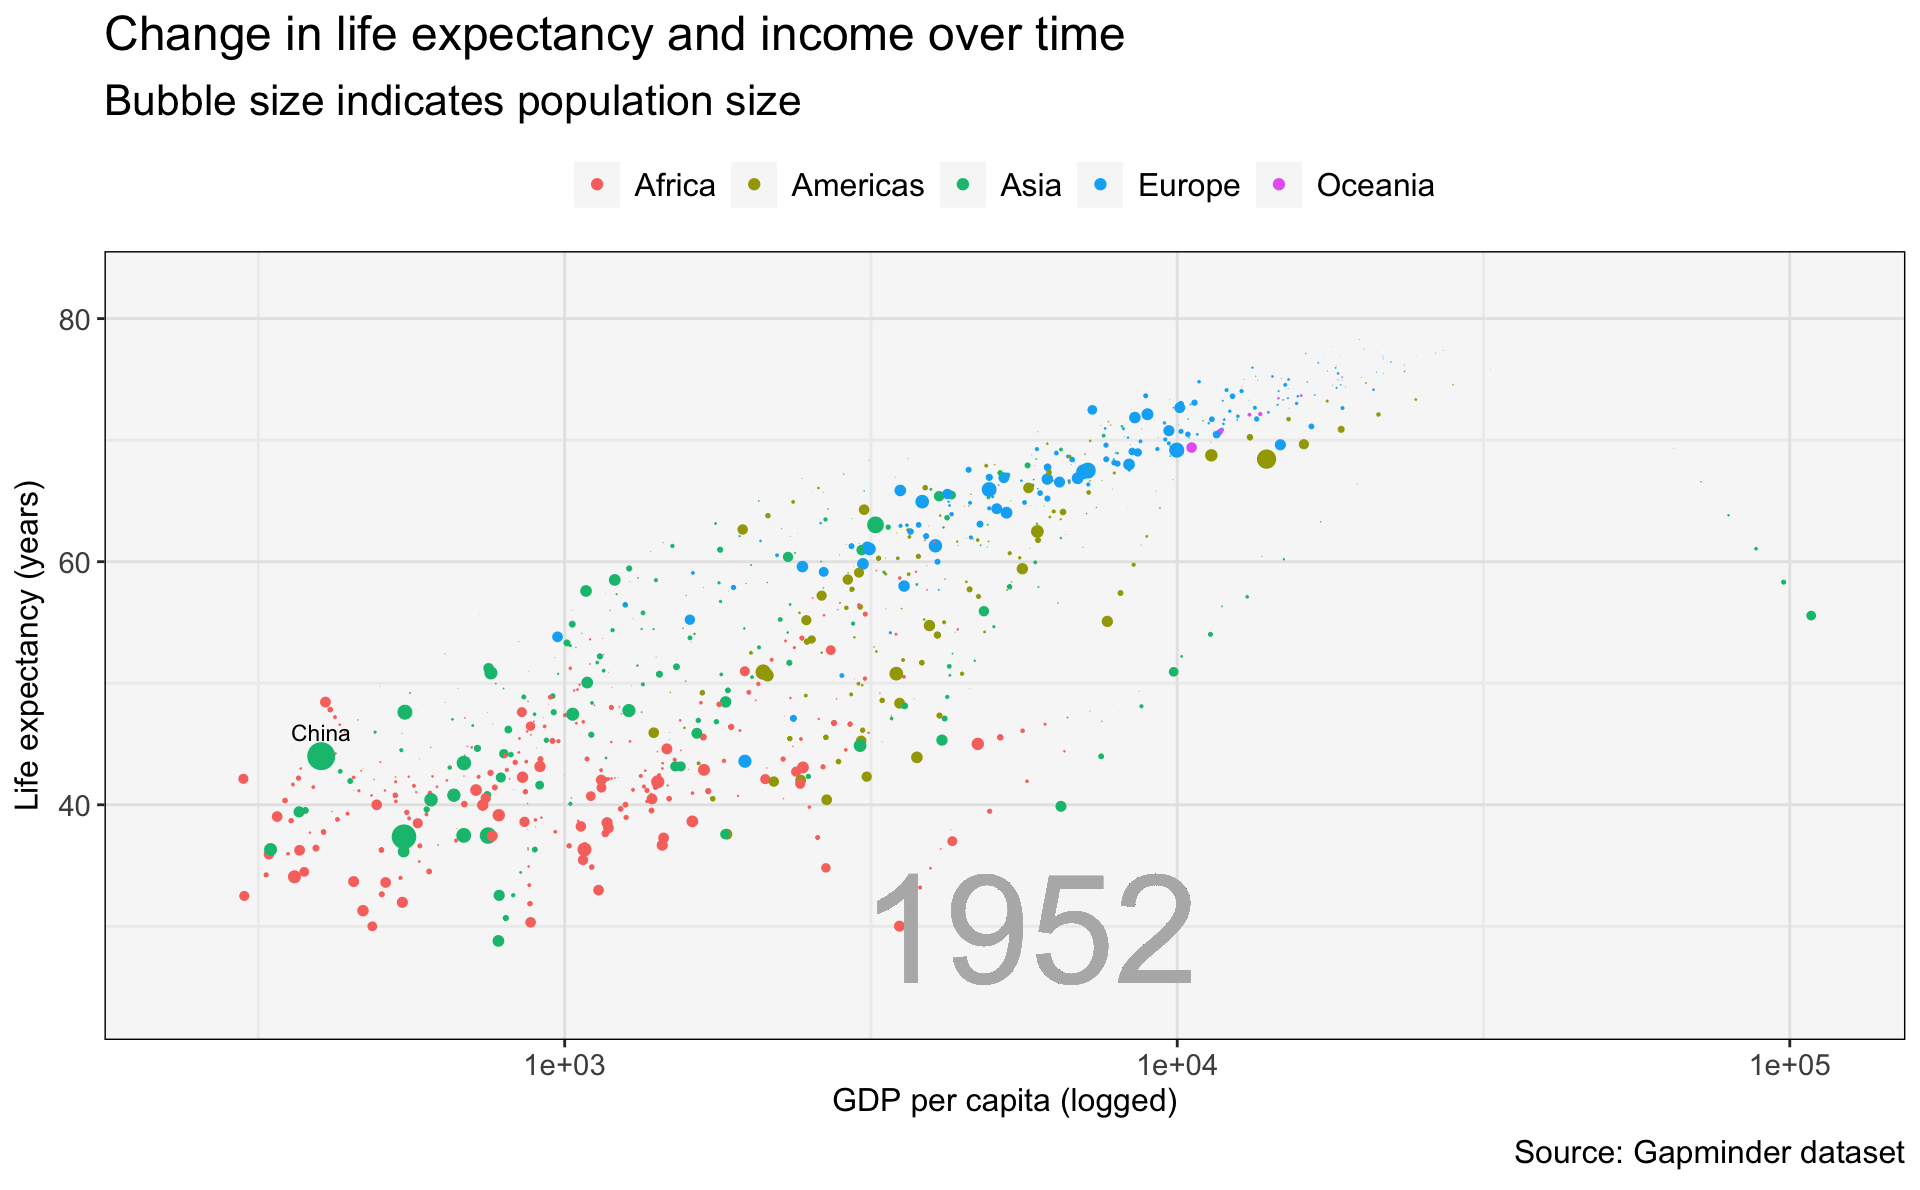 Change in life expectancy and income over time
Bubble size indicates population size
Africa Americas Asia Europe Oceania
80
60
40
Life expectancy (years)
China
1952
1e+03 1e+04 1e+05
GDP per capita (logged)
Source: Gapminder dataset